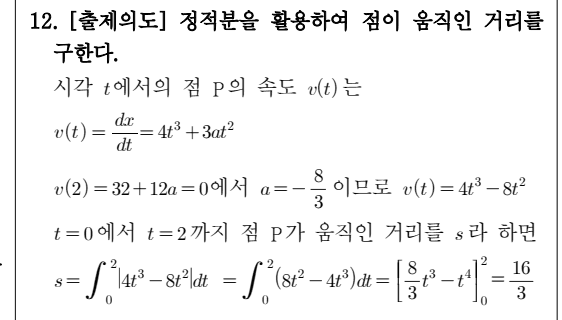 12. [출제의도] 정적분을 활용하여 점이 움직인 거리를
구한다.
시각 t에서의 점 P의 속도 v(t)는
v(t) = dx/dt = 4t³ + 3at²
v(2) = 32 + 12a = 0에서 a = −8/3 이므로 v(t) = 4t³ − 8t²
t = 0에서 t = 2까지 점 P가 움직인 거리를 s라 하면
s = ∫₀² |4t³ − 8t²|dt = ∫₀² (8t² − 4t³)dt = [8/3 t³ − t⁴]₀² = 16/3